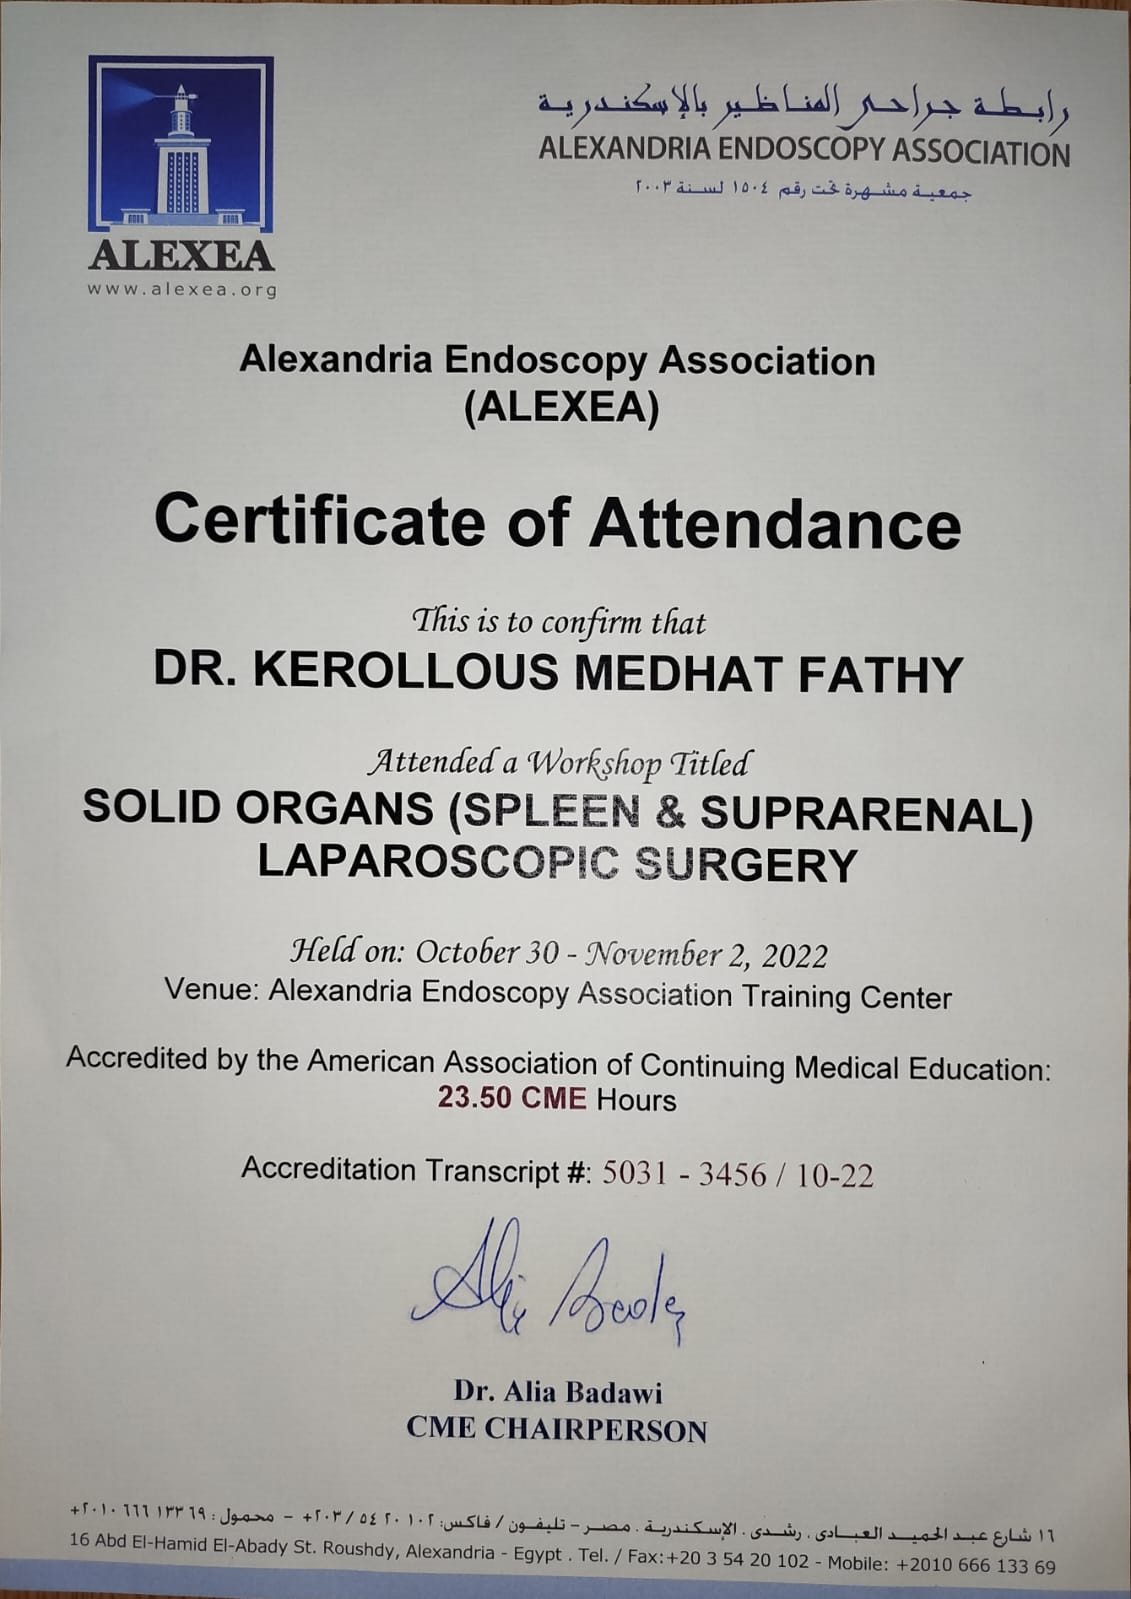 رابطة جراحى المناظير بالإسكندرية
ALEXANDRIA ENDOSCOPY ASSOCIATION
جمعية مشهرة تحت رقم ١٥٠٤ لسنة ٢٠٠٣
ALEXEA
www.alexea.org
Alexandria Endoscopy Association
(ALEXEA)
Certificate of Attendance
This is to confirm that
DR. KEROLLOUS MEDHAT FATHY
Attended a Workshop Titled
SOLID ORGANS (SPLEEN & SUPRARENAL)
LAPAROSCOPIC SURGERY
Held on: October 30 - November 2, 2022
Venue: Alexandria Endoscopy Association Training Center
Accredited by the American Association of Continuing Medical Education:
23.50 CME Hours
Accreditation Transcript #: 5031 - 3456 / 10-22
Dr. Alia Badawi
CME CHAIRPERSON
١٦ شارع عبد الحميد العبادى . رشدى . الإسكندرية . مصر - تليفون / فاكس: ١٠٢ ٢٠ ٥٤ / ٢٠٣+ - محمول : ٦٩ ١٣٣ ٦٦٦ ٢٠١٠+
16 Abd El-Hamid El-Abady St. Roushdy, Alexandria - Egypt . Tel. / Fax:+20 3 54 20 102 - Mobile: +2010 666 133 69